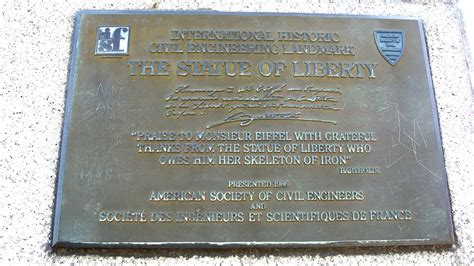 isf
INTERNATIONAL HISTORIC
CIVIL ENGINEERING LANDMARK
THE STATUE OF LIBERTY
"PRAISE TO MONSIEUR EIFFEL WITH GRATEFUL
THANKS FROM THE STATUE OF LIBERTY WHO
OWES HIM HER SKELETON OF IRON"
BARTHOLDI
PRESENTED 1986
AMERICAN SOCIETY OF CIVIL ENGINEERS
AND
SOCIÉTÉ DES INGÉNIEURS ET SCIENTIFIQUES DE FRANCE